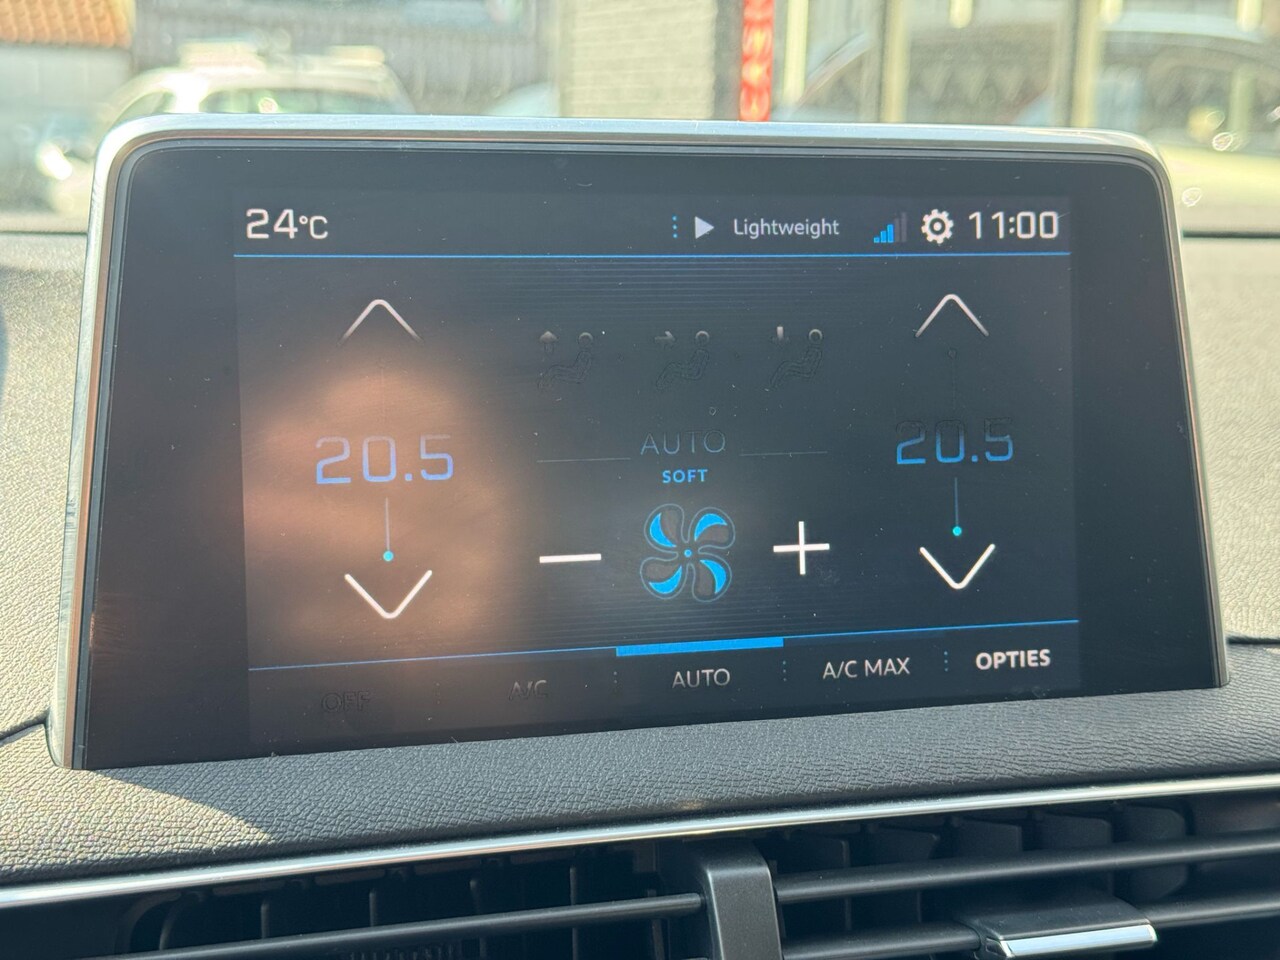 24°C
Lightweight
11:00
20.5
AUTO
SOFT
20.5
OFF
A/C
AUTO
A/C MAX
OPTIES